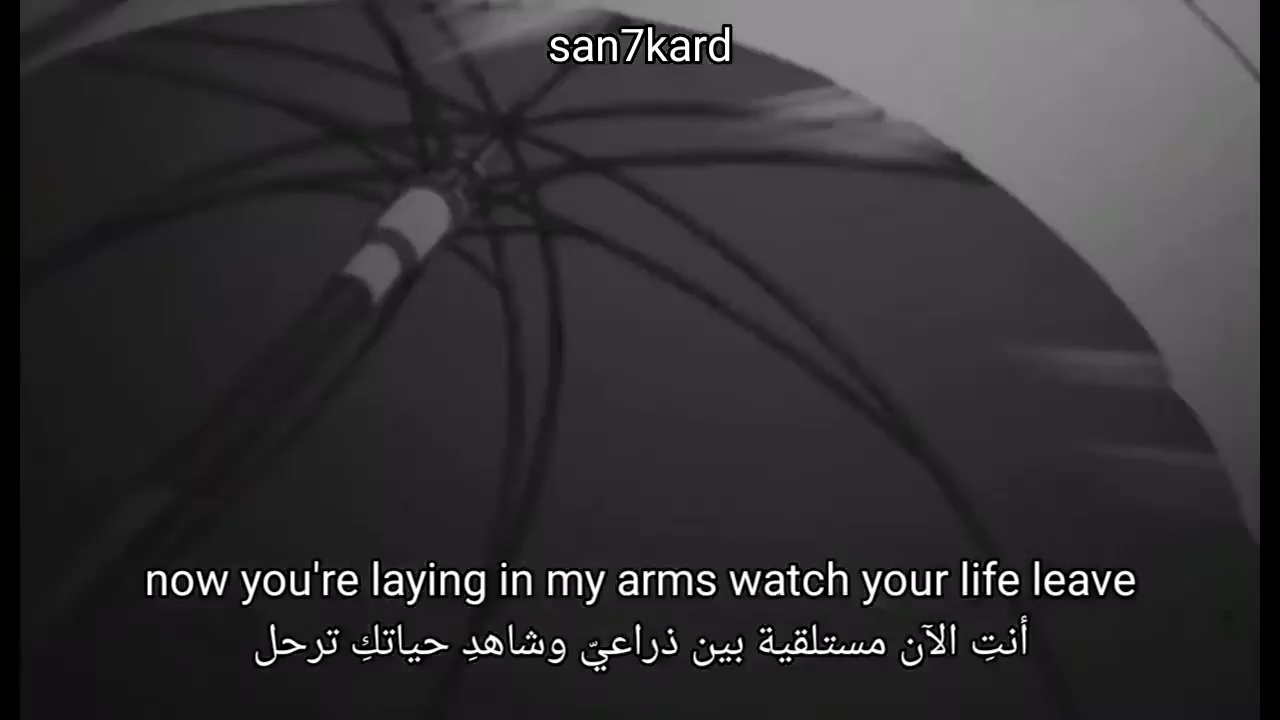 san7kard
now you're laying in my arms watch your life leave
أنتِ الآن مستلقية بين ذراعيّ وشاهدِ حياتكِ ترحل